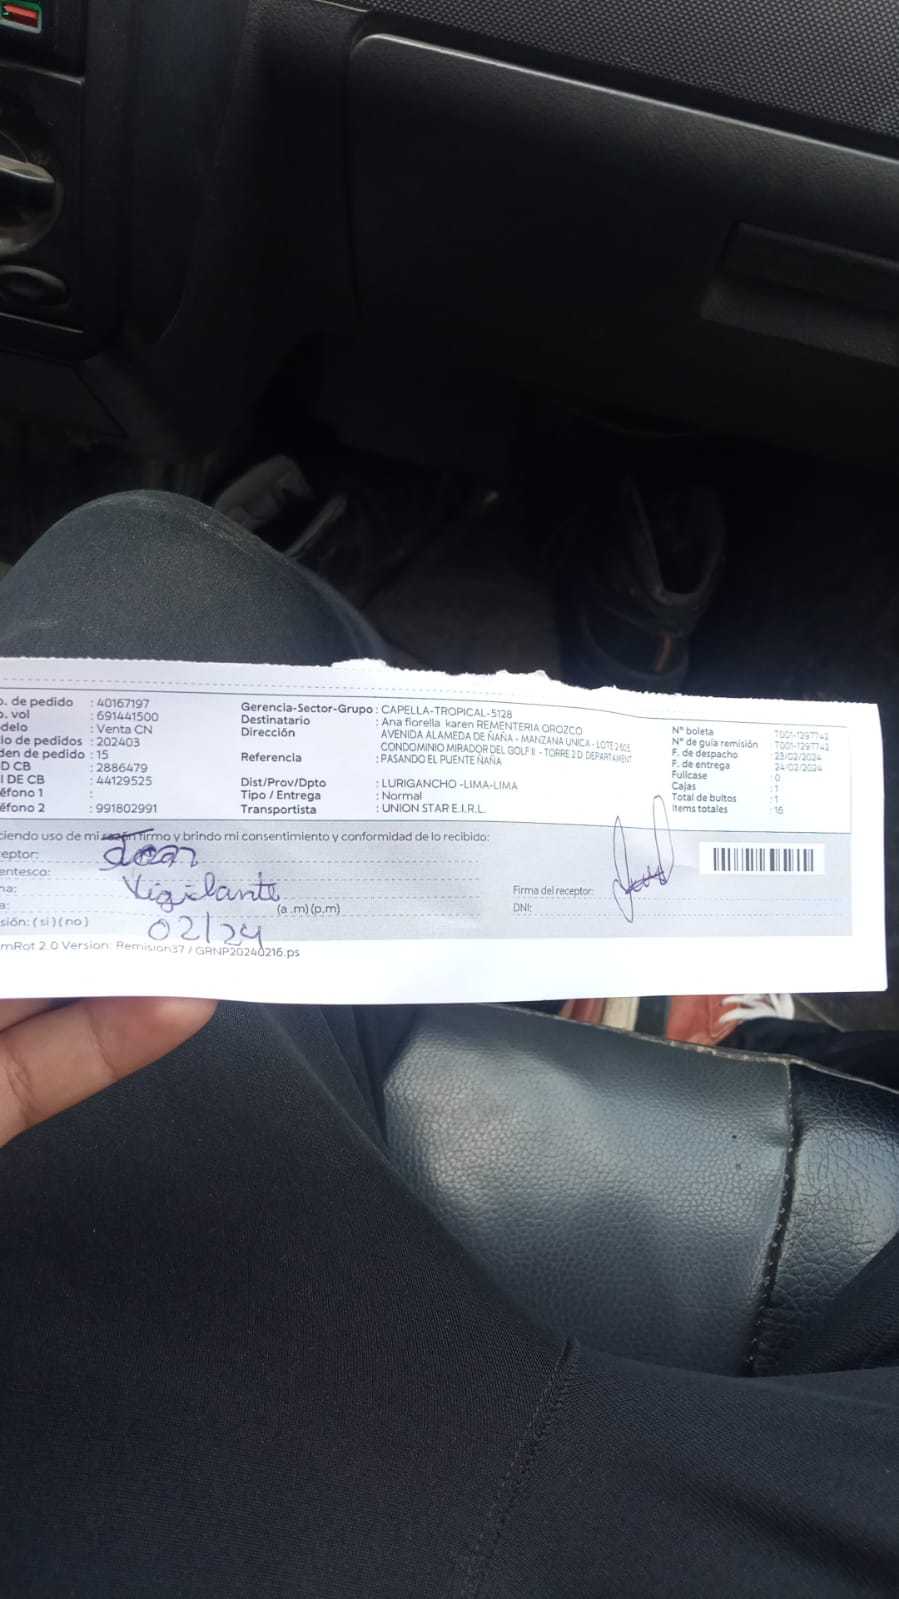 o. de pedido : 40167197
o. vol : 691441500
delo : Venta CN
lo de pedidos : 202403
den de pedido : 15
D CB : 2886479
I DE CB : 44129525
éfono 1 :
éfono 2 : 991802991
Gerencia-Sector-Grupo : CAPELLA-TROPICAL-5128
Destinatario : Ana fiorella karen REMENTERIA OROZCO
Dirección : AVENIDA ALAMEDA DE ÑAÑA - MANZANA UNICA - LOTE 2 605
CONDOMINIO MIRADOR DEL GOLF II - TORRE 2 D. DEPARTAMENT
Referencia : PASANDO EL PUENTE ÑAÑA
Dist/Prov/Dpto : LURIGANCHO -LIMA-LIMA
Tipo / Entrega : Normal
Transportista : UNION STAR E.I.R.L.
N° boleta T001-1297742
N° de guia remisión T001-1297742
F. de despacho : 23/02/2024
F. de entrega : 24/02/2024
Fullcase : 0
Cajas : 1
Total de bultos : 1
Items totales : 16
ciendo uso de mi razón firmo y brindo mi consentimiento y conformidad de lo recibido:
eptor:
entesco: Vigilante
na:
a: 02/24 (a.m) (p.m)
sión: ( si ) ( no )
Firma del receptor:
DNI:
mRot 2.0 Version: Remision37 / GRNP20240216.ps